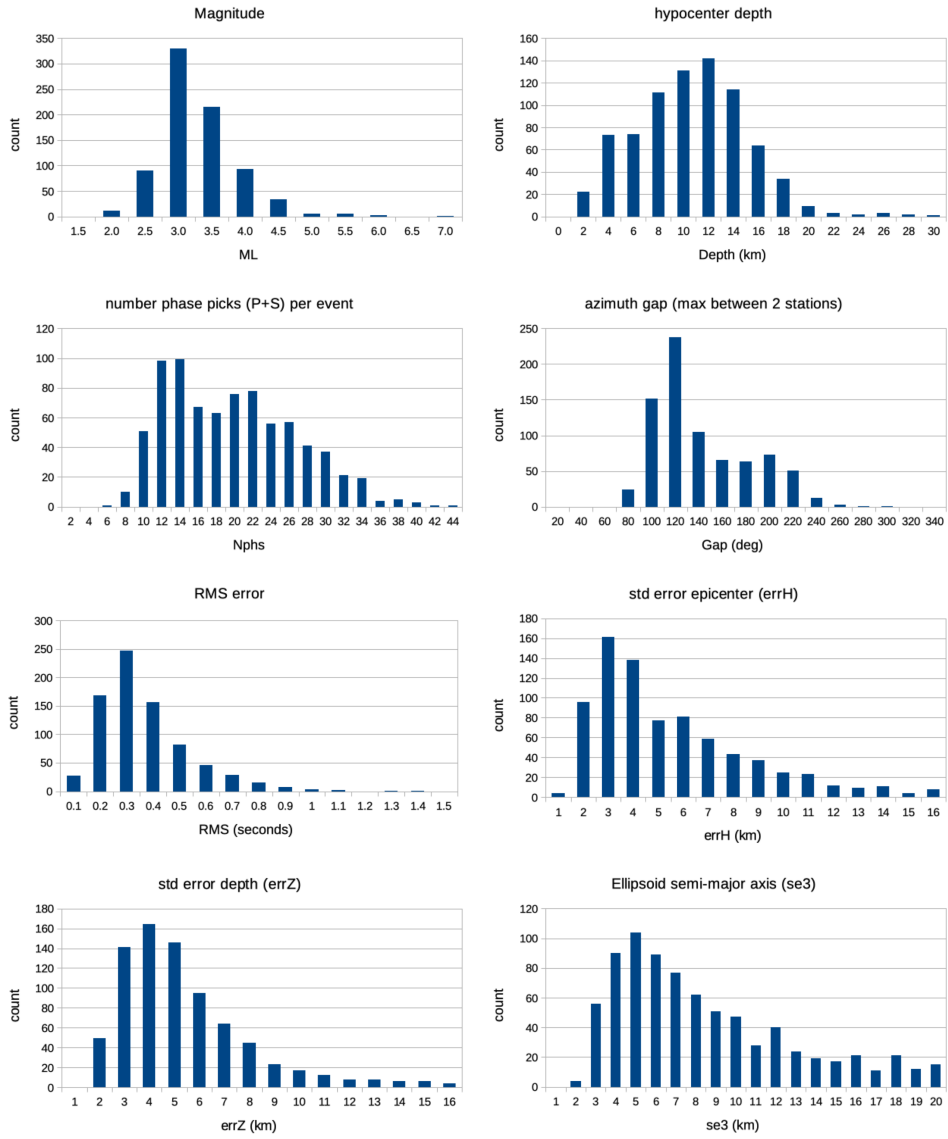 Magnitude
350
300
250
200
150
100
50
0
count
1.5 2.0 2.5 3.0 3.5 4.0 4.5 5.0 5.5 6.0 6.5 7.0
ML
hypocenter depth
160
140
120
100
80
60
40
20
0
count
0 2 4 6 8 10 12 14 16 18 20 22 24 26 28 30
Depth (km)
number phase picks (P+S) per event
120
100
80
60
40
20
0
count
2 4 6 8 10 12 14 16 18 20 22 24 26 28 30 32 34 36 38 40 42 44
Nphs
azimuth gap (max between 2 stations)
250
200
150
100
50
0
count
20 40 60 80 100 120 140 160 180 200 220 240 260 280 300 320 340
Gap (deg)
RMS error
300
250
200
150
100
50
0
count
0.1 0.2 0.3 0.4 0.5 0.6 0.7 0.8 0.9 1 1.1 1.2 1.3 1.4 1.5
RMS (seconds)
std error epicenter (errH)
180
160
140
120
100
80
60
40
20
0
count
1 2 3 4 5 6 7 8 9 10 11 12 13 14 15 16
errH (km)
std error depth (errZ)
180
160
140
120
100
80
60
40
20
0
count
1 2 3 4 5 6 7 8 9 10 11 12 13 14 15 16
errZ (km)
Ellipsoid semi-major axis (se3)
120
100
80
60
40
20
0
count
1 2 3 4 5 6 7 8 9 10 11 12 13 14 15 16 17 18 19 20
se3 (km)